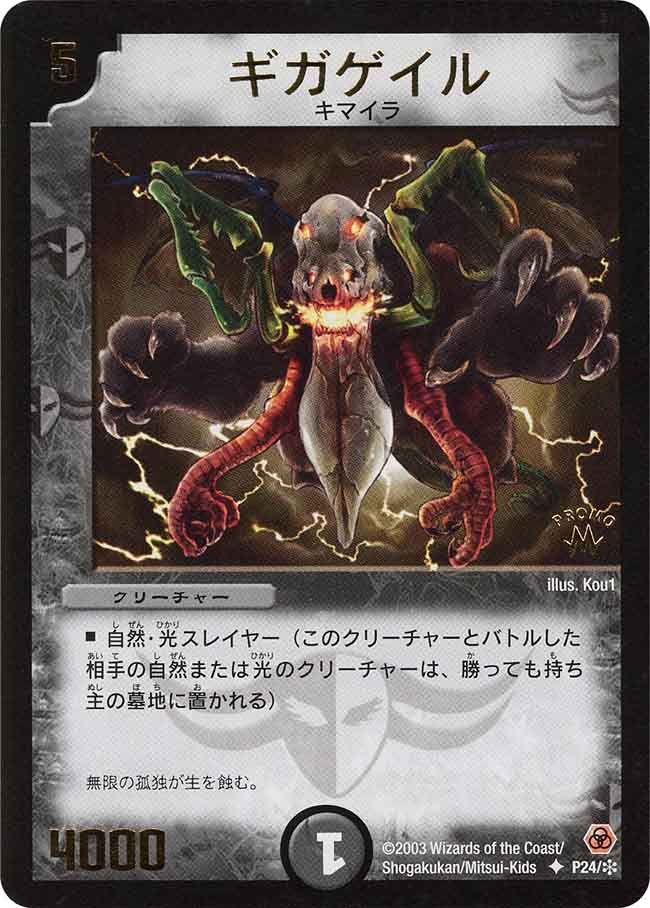 5
ギガゲイル
キマイラ
PROMO
illus. Kou1
クリーチャー
■ 自然・光スレイヤー（このクリーチャーとバトルした
相手の自然または光のクリーチャーは、勝っても持ち
主の墓地に置かれる）
無限の孤独が生を蝕む。
4000
1
©2003 Wizards of the Coast/
Shogakukan/Mitsui-Kids
P24/